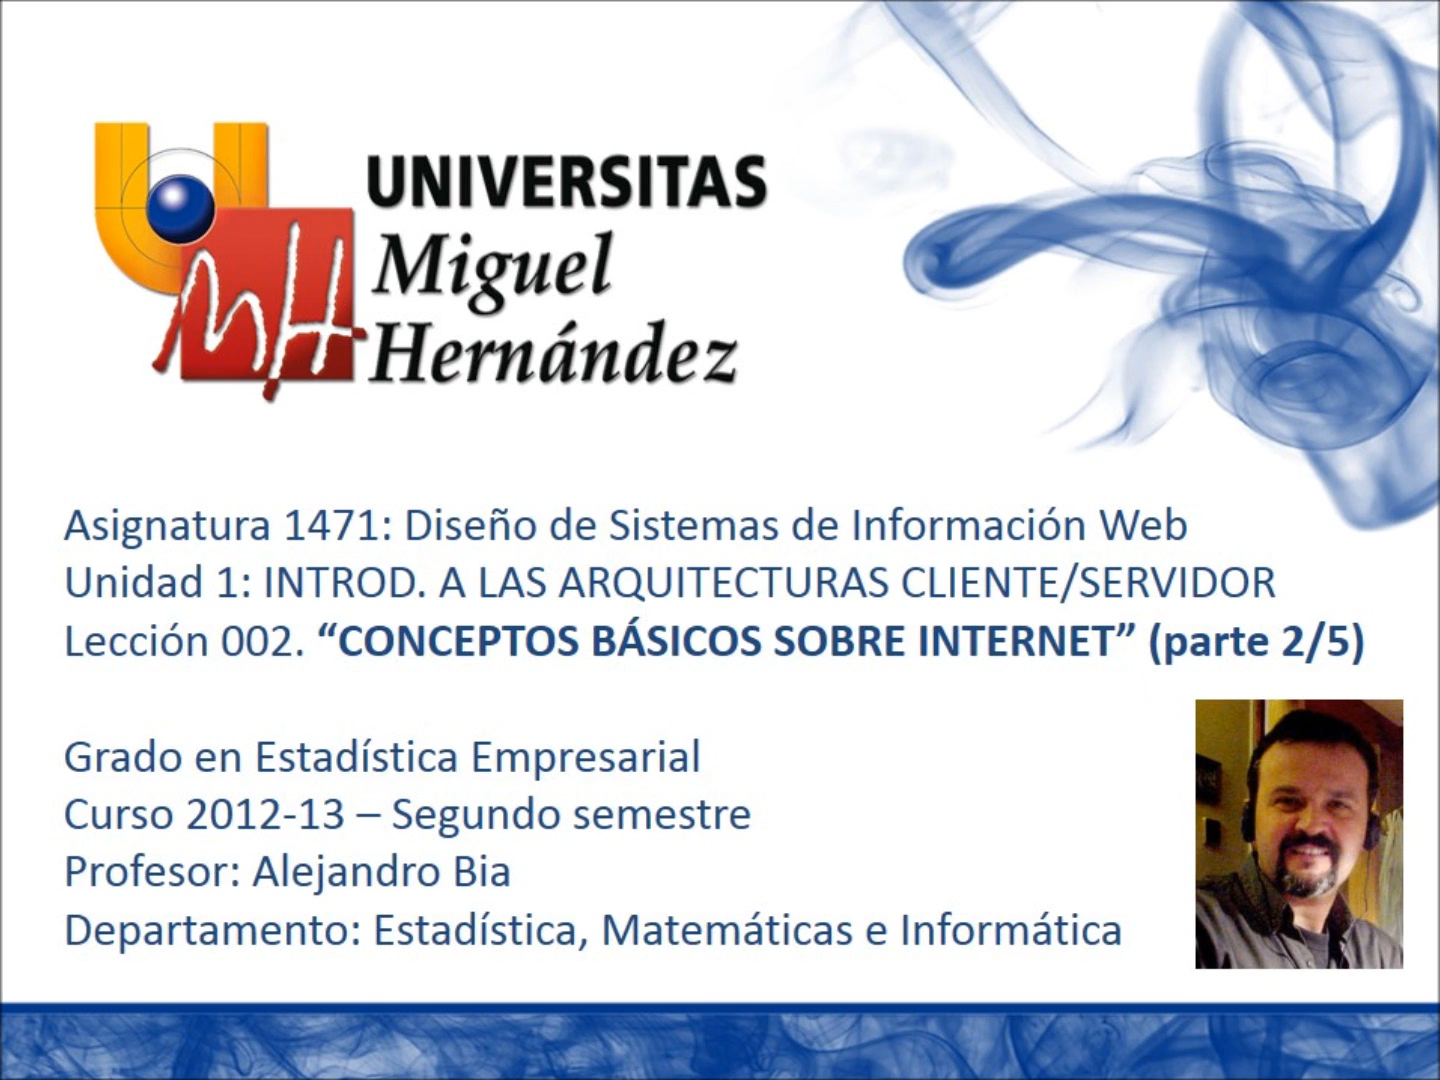 UMH
UNIVERSITAS
Miguel
Hernández
Asignatura 1471: Diseño de Sistemas de Información Web
Unidad 1: INTROD. A LAS ARQUITECTURAS CLIENTE/SERVIDOR
Lección 002. “CONCEPTOS BÁSICOS SOBRE INTERNET” (parte 2/5)
Grado en Estadística Empresarial
Curso 2012-13 – Segundo semestre
Profesor: Alejandro Bia
Departamento: Estadística, Matemáticas e Informática